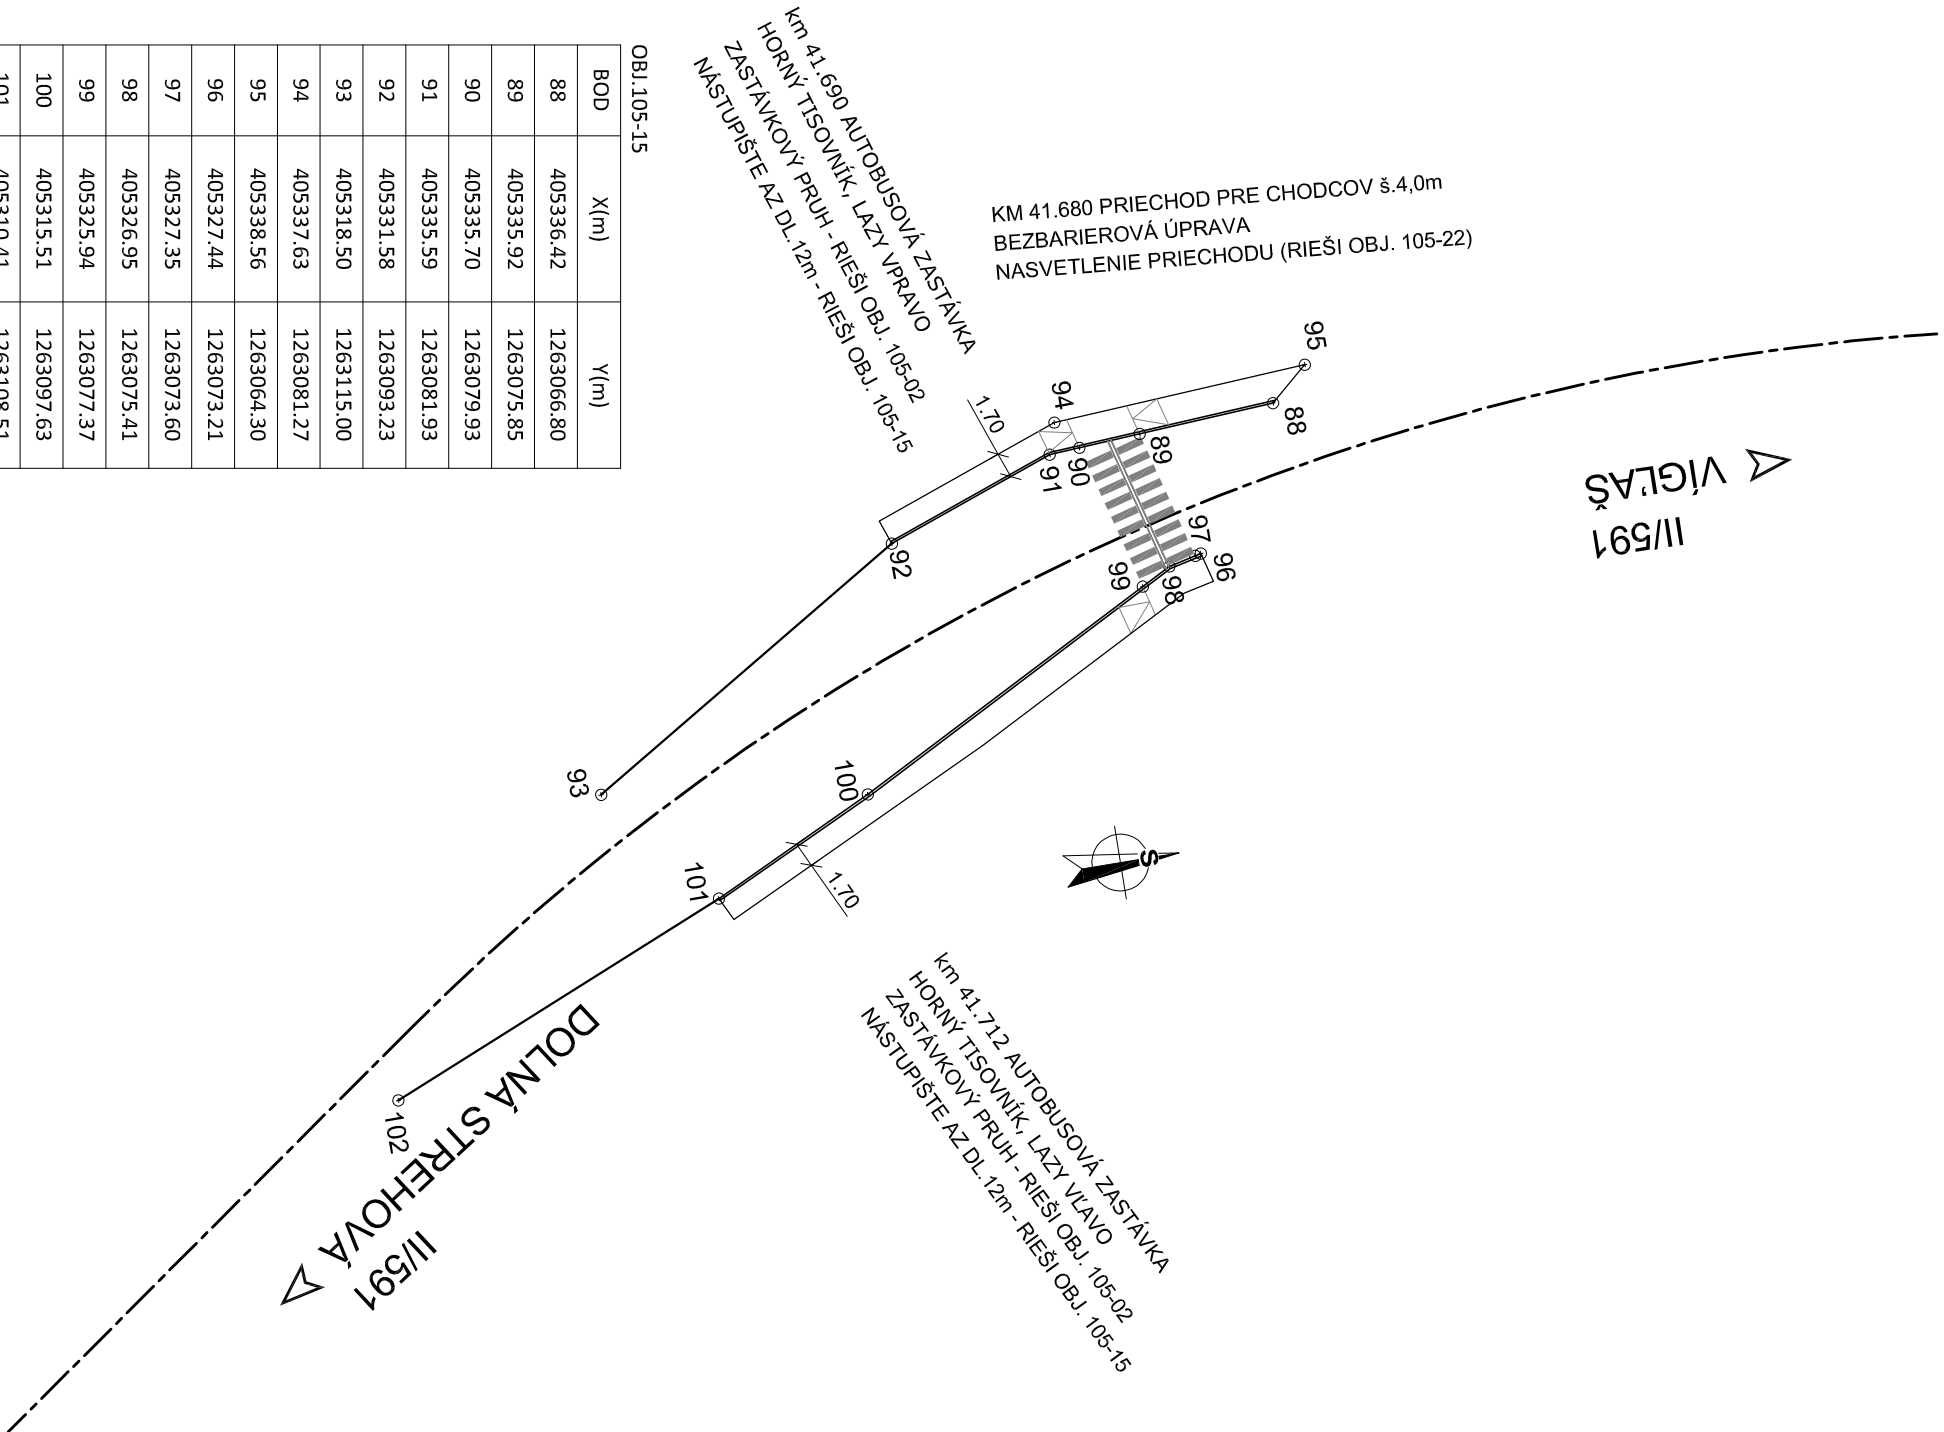 OBJ.105-15
BOD X(m) Y(m)
88 405336.42 1263066.80
89 405335.92 1263075.85
90 405335.70 1263079.93
91 405335.59 1263081.93
92 405331.58 1263093.23
93 405318.50 1263115.00
94 405337.63 1263081.27
95 405338.56 1263064.30
96 405327.44 1263073.21
97 405327.35 1263073.60
98 405326.95 1263075.41
99 405325.94 1263077.37
100 405315.51 1263097.63
101 405310.41 1263108.51
km 41.690 AUTOBUSOVÁ ZASTÁVKA
HORNÝ TISOVNÍK, LAZY VPRAVO
ZASTÁVKOVÝ PRUH - RIEŠI OBJ. 105-02
NÁSTUPIŠTE AZ DL.12m - RIEŠI OBJ. 105-15
KM 41.680 PRIECHOD PRE CHODCOV š.4,0m
BEZBARIEROVÁ ÚPRAVA
NASVETLENIE PRIECHODU (RIEŠI OBJ. 105-22)
95
88
94
1.70
89
90
91
92
97
96
98
99
93
100
101
1.70
102
S
VÍGĽAŠ
II/591
DOLNÁ STREHOVÁ
II/591
km 41.712 AUTOBUSOVÁ ZASTÁVKA
HORNÝ TISOVNÍK, LAZY VĽAVO
ZASTÁVKOVÝ PRUH - RIEŠI OBJ. 105-02
NÁSTUPIŠTE AZ DL.12m - RIEŠI OBJ. 105-15